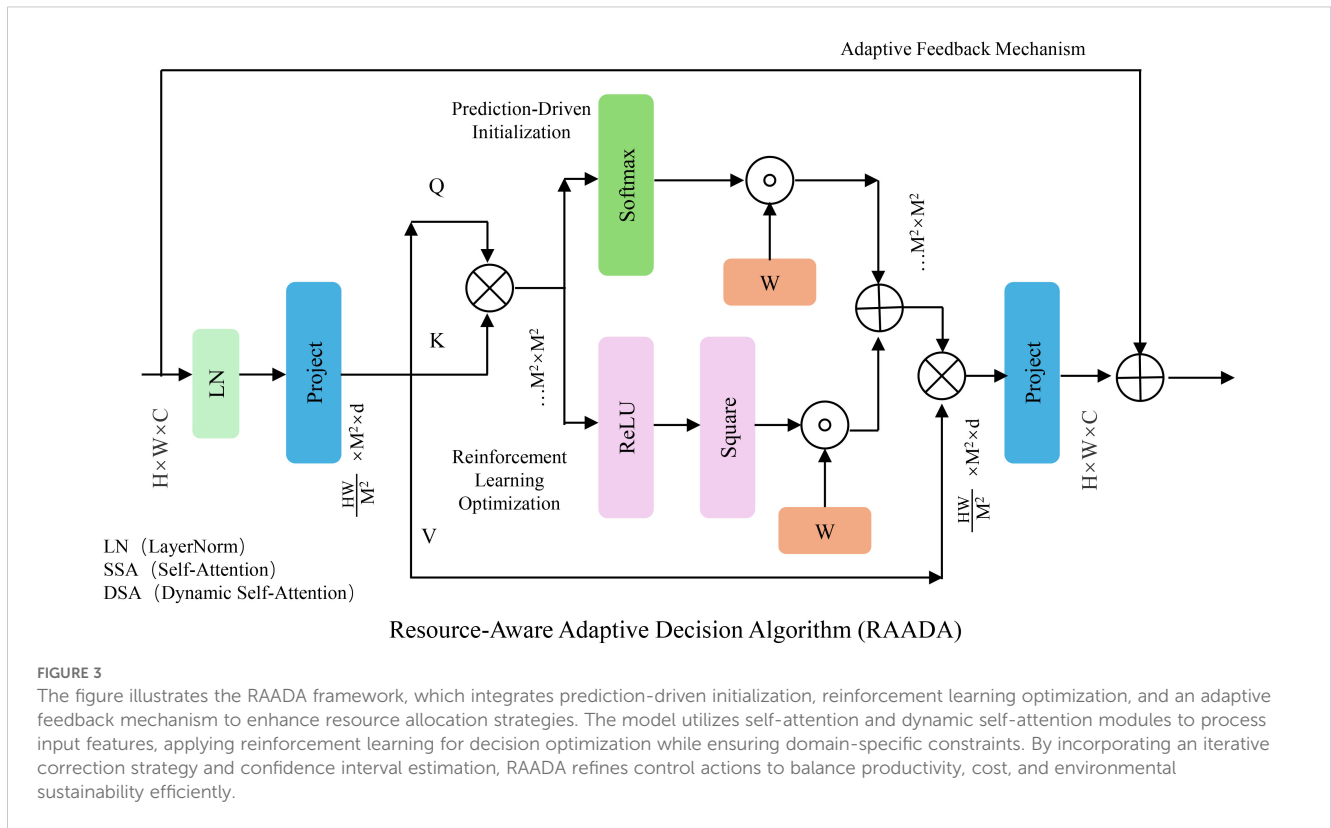 Adaptive Feedback Mechanism
Prediction-Driven
Initialization
Softmax
Q
…M²×M²
W
K
…M²×M²
LN
Project
Project
H×W×C
HW/M² ×M²×d
ReLU
Square
Reinforcement
Learning
Optimization
HW/M² ×M²×d
H×W×C
W
V
LN（LayerNorm）
SSA（Self-Attention）
DSA（Dynamic Self-Attention）
Resource-Aware Adaptive Decision Algorithm (RAADA)
FIGURE 3
The figure illustrates the RAADA framework, which integrates prediction-driven initialization, reinforcement learning optimization, and an adaptive
feedback mechanism to enhance resource allocation strategies. The model utilizes self-attention and dynamic self-attention modules to process
input features, applying reinforcement learning for decision optimization while ensuring domain-specific constraints. By incorporating an iterative
correction strategy and confidence interval estimation, RAADA refines control actions to balance productivity, cost, and environmental
sustainability efficiently.